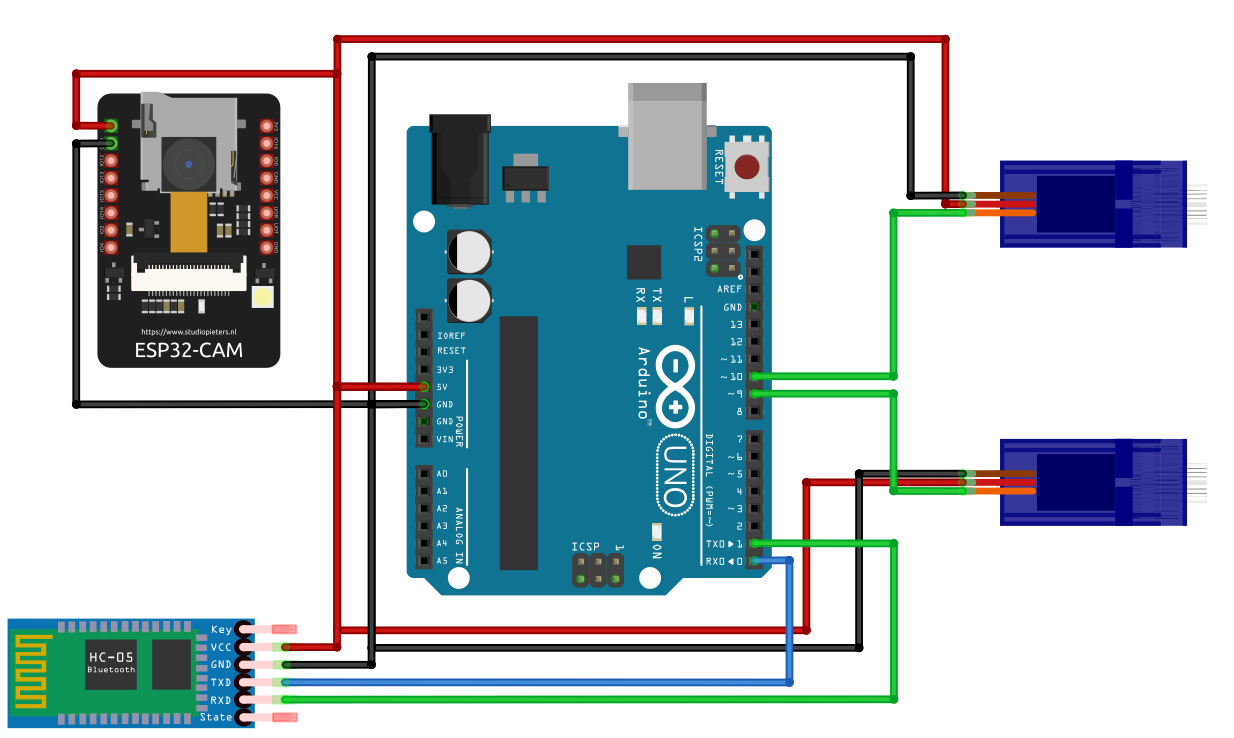 https://www.studiopieters.nl
ESP32-CAM
RESET
ICSP2
RX
TX
L
AREF
GND
13
12
~11
~10
~9
8
IOREF
RESET
3V3
5V
GND
GND
VIN
POWER
Arduino™
UNO
DIGITAL (PWM=~)
7
~6
~5
4
~3
2
TX0▶1
RX0◀0
A0
A1
A2
A3
A4
A5
ANALOG IN
ICSP
1
ON
HC-05
Bluetooth
Key
VCC
GND
TXD
RXD
State